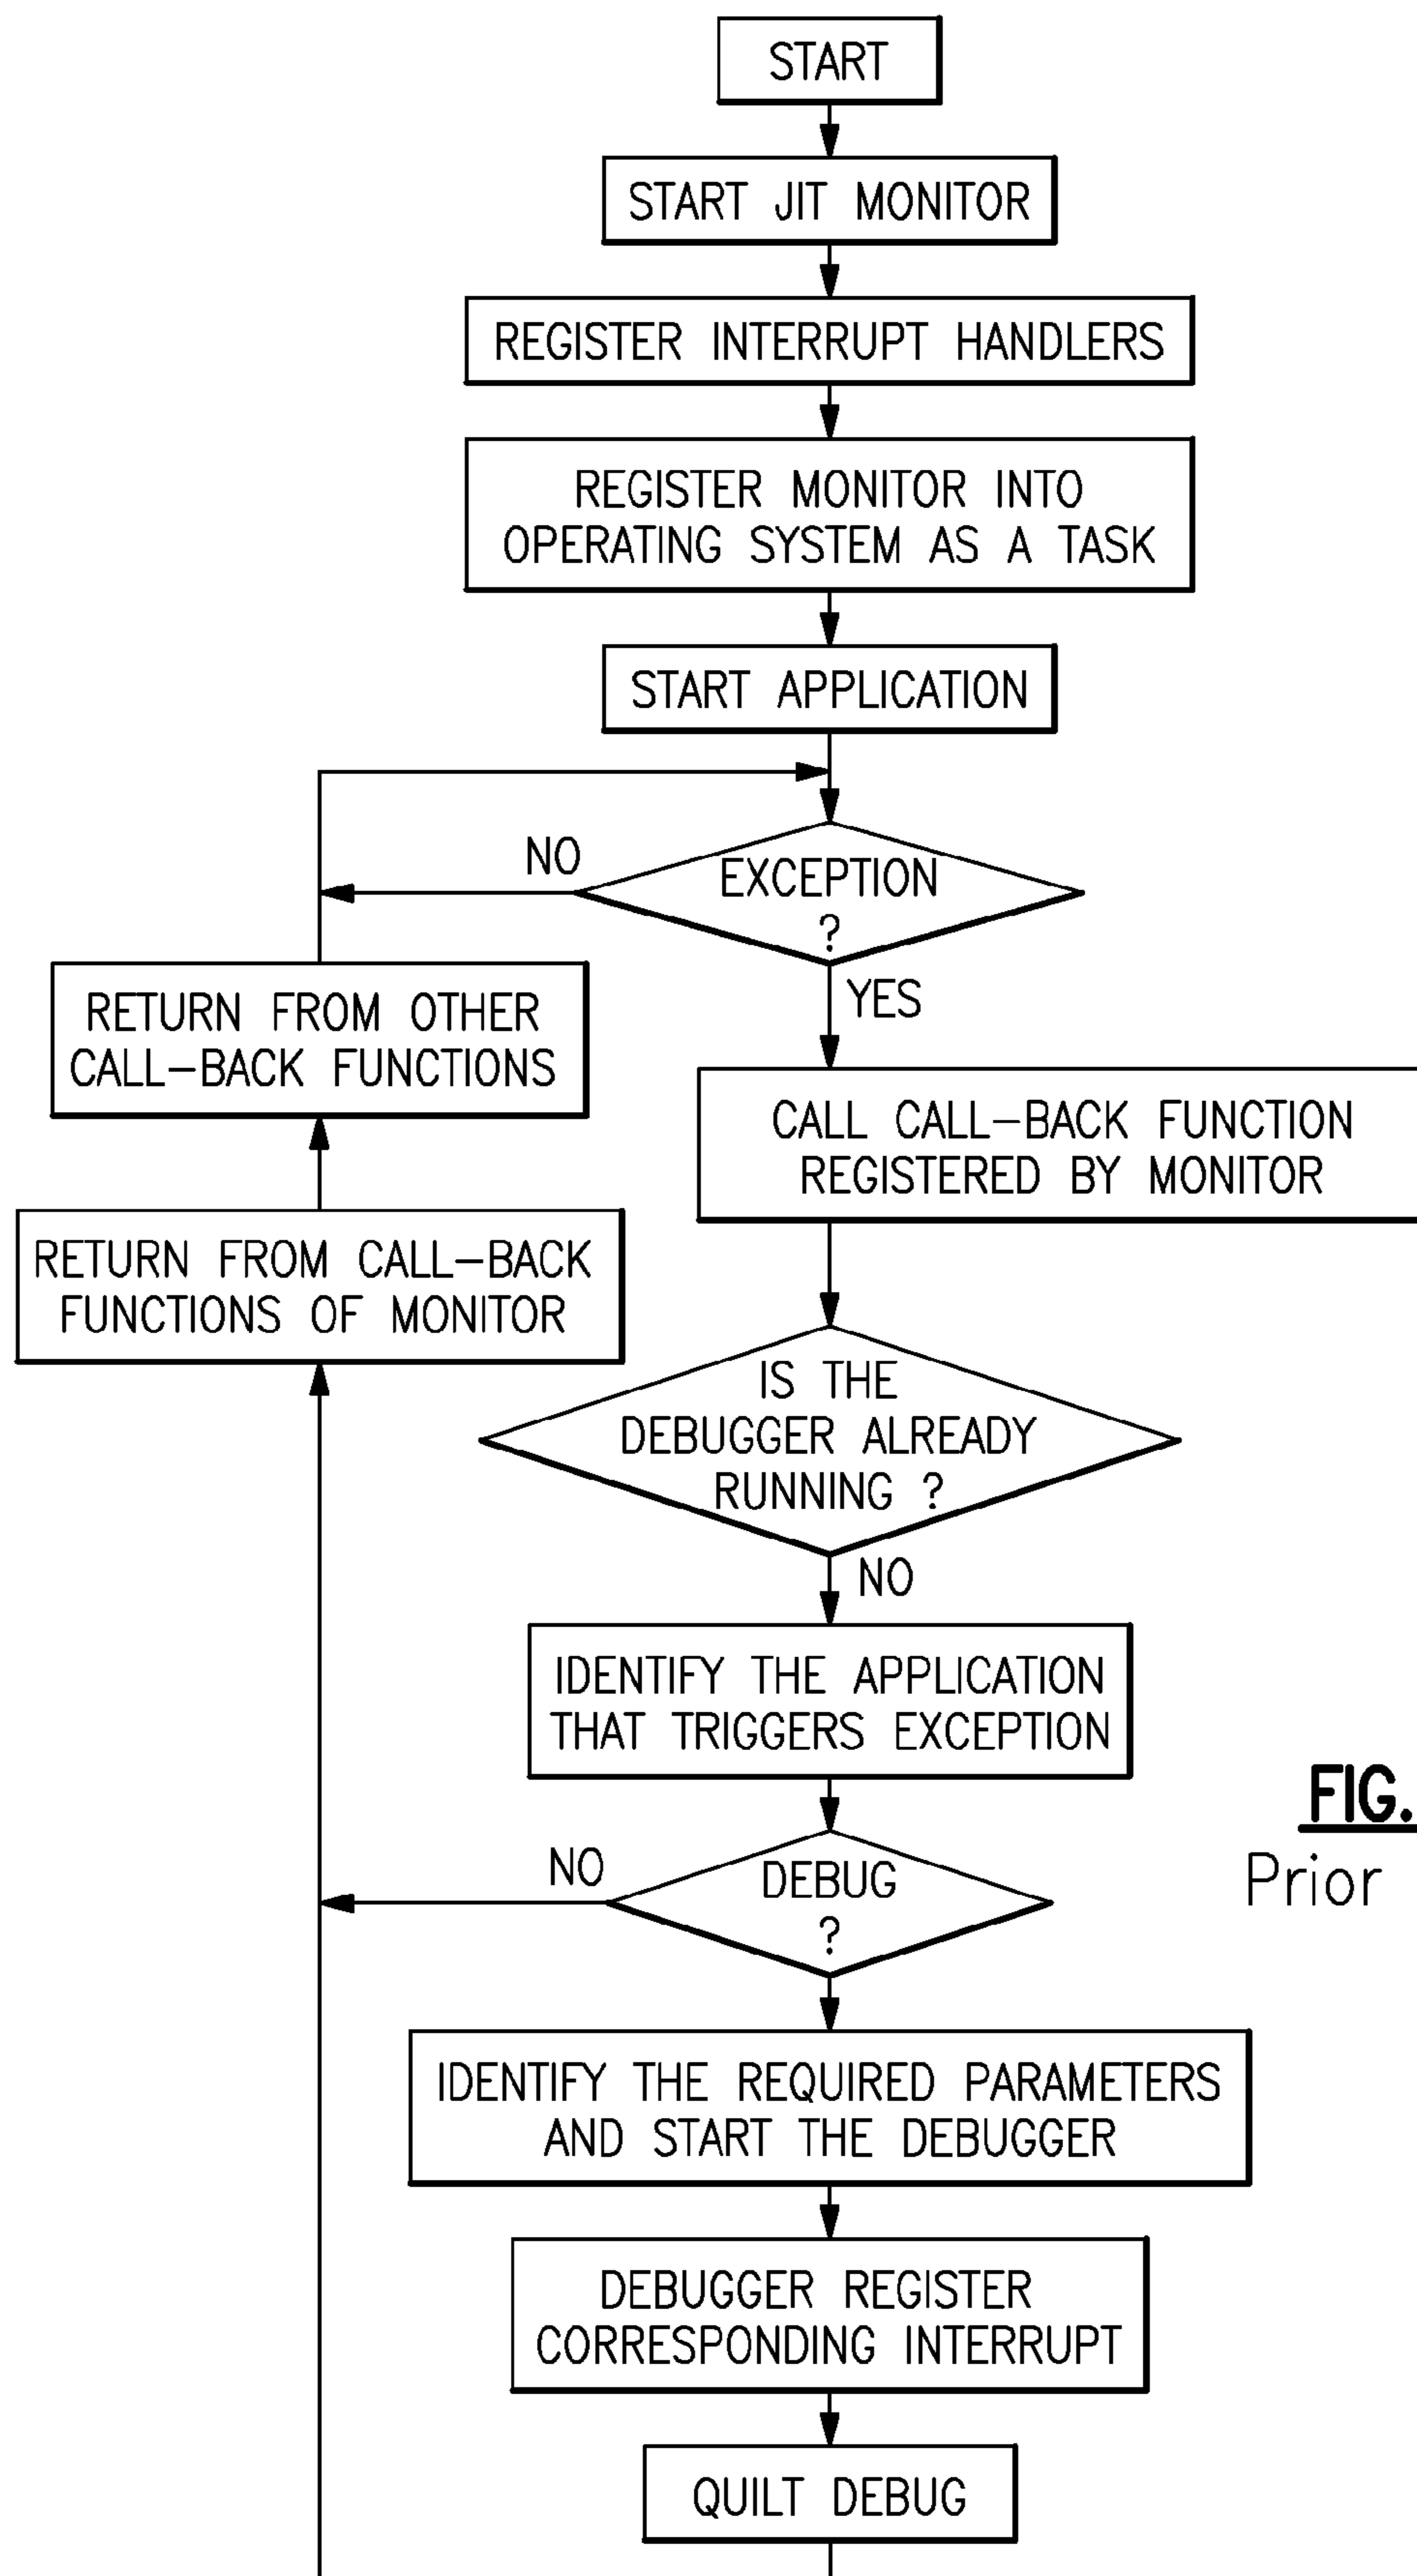 START
START JIT MONITOR
REGISTER INTERRUPT HANDLERS
REGISTER MONITOR INTO
OPERATING SYSTEM AS A TASK
START APPLICATION
NO
EXCEPTION
?
YES
RETURN FROM OTHER
CALL-BACK FUNCTIONS
CALL CALL-BACK FUNCTION
REGISTERED BY MONITOR
RETURN FROM CALL-BACK
FUNCTIONS OF MONITOR
IS THE
DEBUGGER ALREADY
RUNNING ?
NO
IDENTIFY THE APPLICATION
THAT TRIGGERS EXCEPTION
FIG.
Prior
NO
DEBUG
?
IDENTIFY THE REQUIRED PARAMETERS
AND START THE DEBUGGER
DEBUGGER REGISTER
CORRESPONDING INTERRUPT
QUILT DEBUG